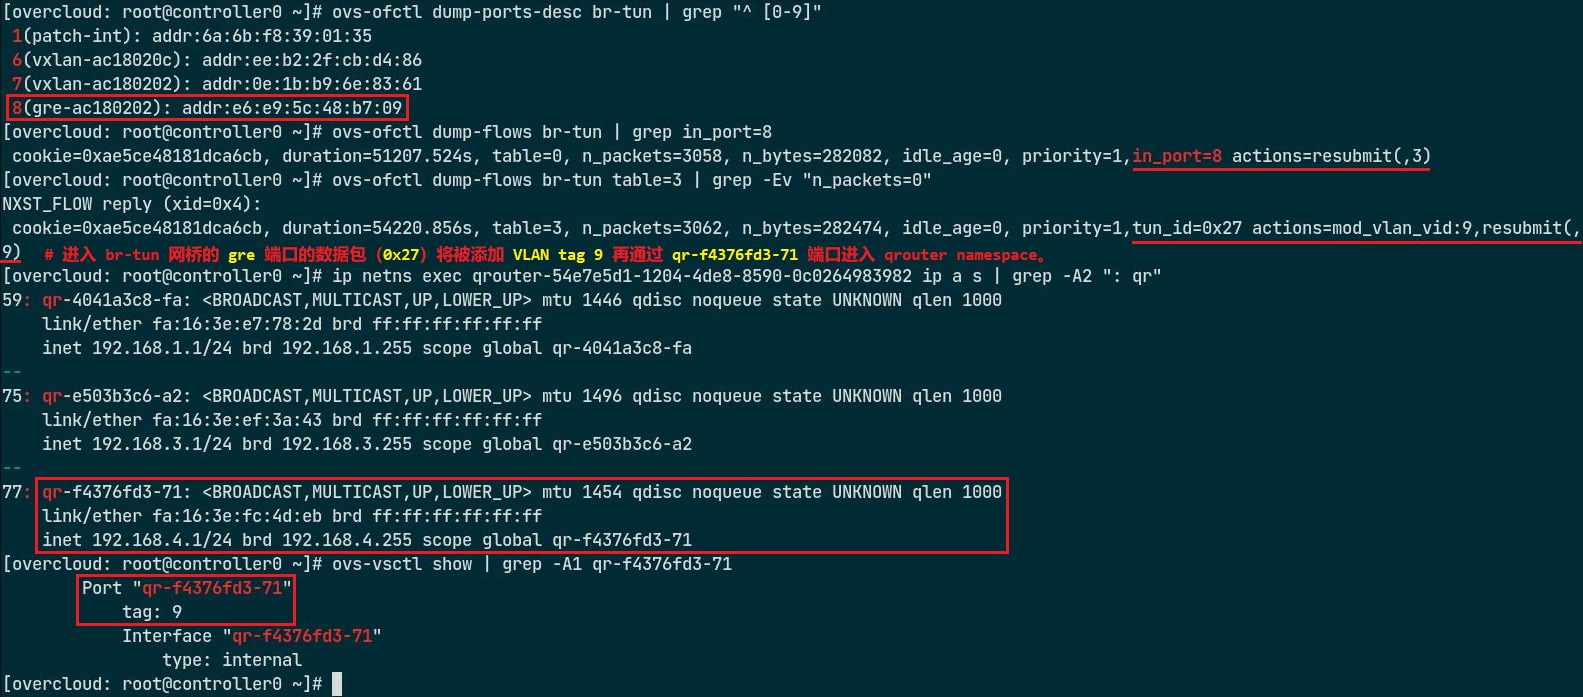 [overcloud: root@controller0 ~]# ovs-ofctl dump-ports-desc br-tun | grep "^ [0-9]"
 1(patch-int): addr:6a:6b:f8:39:01:35
 6(vxlan-ac18020c): addr:ee:b2:2f:cb:d4:86
 7(vxlan-ac180202): addr:0e:1b:b9:6e:83:61
 8(gre-ac180202): addr:e6:e9:5c:48:b7:09
[overcloud: root@controller0 ~]# ovs-ofctl dump-flows br-tun | grep in_port=8
 cookie=0xae5ce48181dca6cb, duration=51207.524s, table=0, n_packets=3058, n_bytes=282082, idle_age=0, priority=1,in_port=8 actions=resubmit(,3)
[overcloud: root@controller0 ~]# ovs-ofctl dump-flows br-tun table=3 | grep -Ev "n_packets=0"
NXST_FLOW reply (xid=0x4):
 cookie=0xae5ce48181dca6cb, duration=54220.856s, table=3, n_packets=3062, n_bytes=282474, idle_age=0, priority=1,tun_id=0x27 actions=mod_vlan_vid:9,resubmit(,
9)  # 进入 br-tun 网桥的 gre 端口的数据包（0x27）将被添加 VLAN tag 9 再通过 qr-f4376fd3-71 端口进入 qrouter namespace。
[overcloud: root@controller0 ~]# ip netns exec qrouter-54e7e5d1-1204-4de8-8590-0c0264983982 ip a s | grep -A2 ": qr"
59: qr-4041a3c8-fa: <BROADCAST,MULTICAST,UP,LOWER_UP> mtu 1446 qdisc noqueue state UNKNOWN qlen 1000
    link/ether fa:16:3e:e7:78:2d brd ff:ff:ff:ff:ff:ff
    inet 192.168.1.1/24 brd 192.168.1.255 scope global qr-4041a3c8-fa
--
75: qr-e503b3c6-a2: <BROADCAST,MULTICAST,UP,LOWER_UP> mtu 1496 qdisc noqueue state UNKNOWN qlen 1000
    link/ether fa:16:3e:ef:3a:43 brd ff:ff:ff:ff:ff:ff
    inet 192.168.3.1/24 brd 192.168.3.255 scope global qr-e503b3c6-a2
--
77: qr-f4376fd3-71: <BROADCAST,MULTICAST,UP,LOWER_UP> mtu 1454 qdisc noqueue state UNKNOWN qlen 1000
    link/ether fa:16:3e:fc:4d:eb brd ff:ff:ff:ff:ff:ff
    inet 192.168.4.1/24 brd 192.168.4.255 scope global qr-f4376fd3-71
[overcloud: root@controller0 ~]# ovs-vsctl show | grep -A1 qr-f4376fd3-71
        Port "qr-f4376fd3-71"
            tag: 9
            Interface "qr-f4376fd3-71"
                type: internal
[overcloud: root@controller0 ~]#